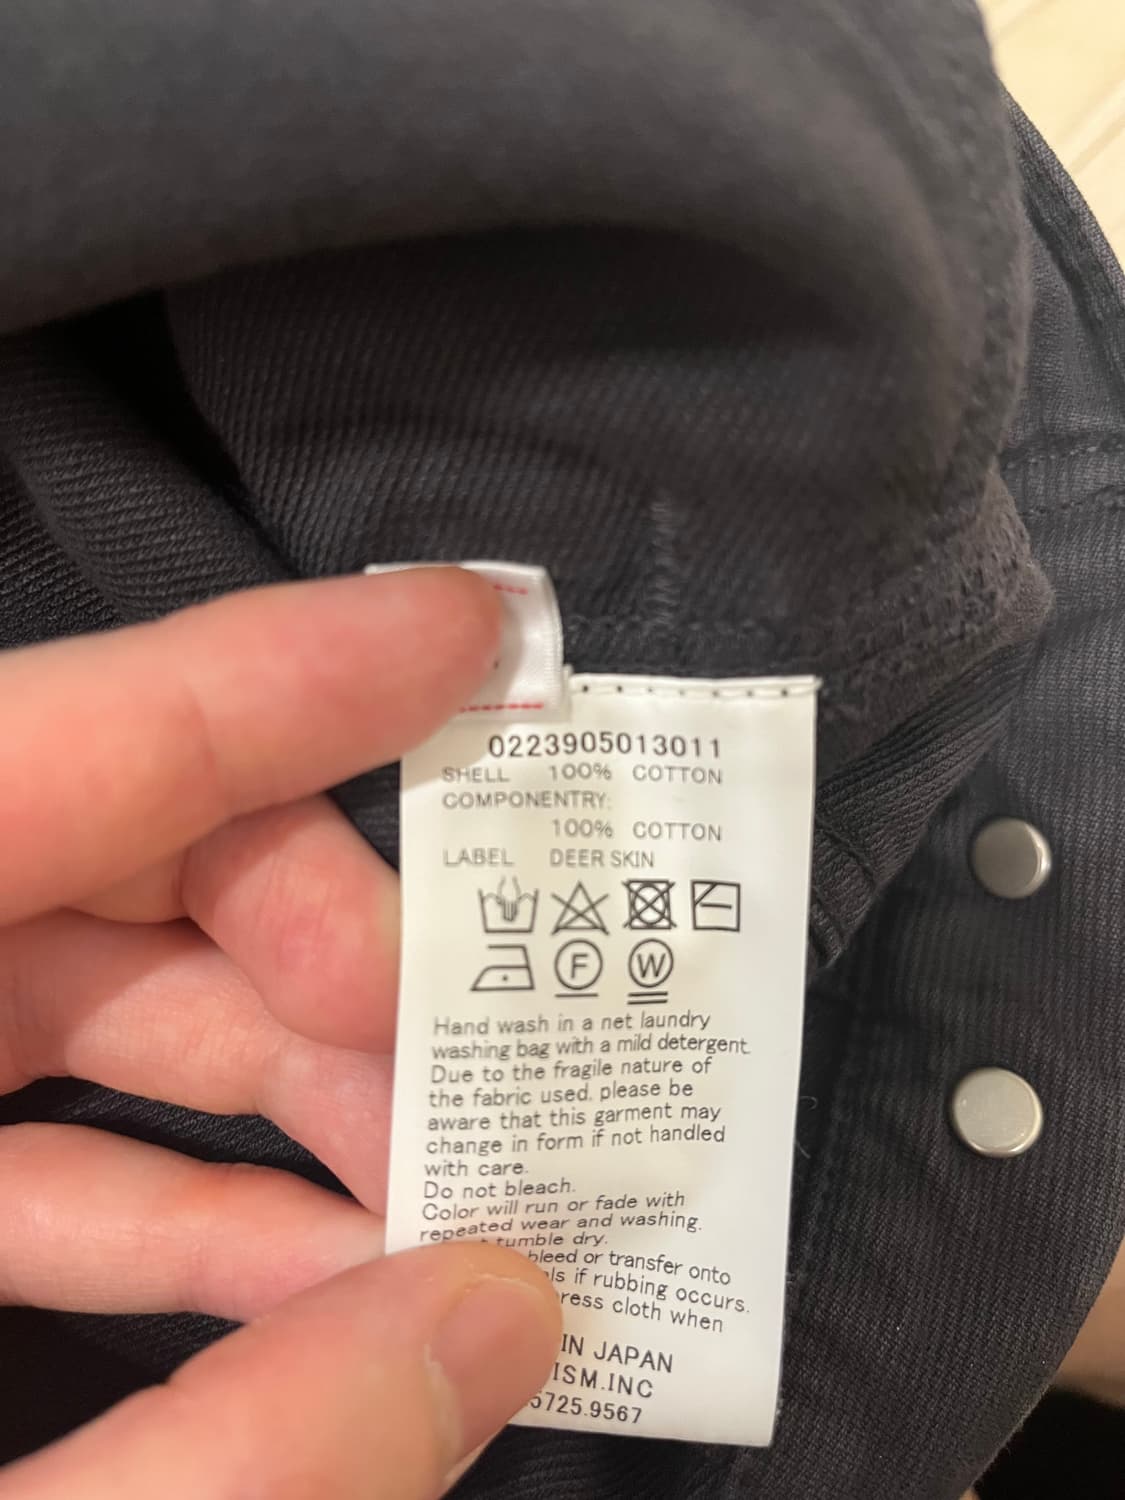 0223905013011
SHELL 100% COTTON
COMPONENTRY:
100% COTTON
LABEL DEER SKIN
F W
Hand wash in a net laundry
washing bag with a mild detergent.
Due to the fragile nature of
the fabric used. please be
aware that this garment may
change in form if not handled
with care.
Do not bleach.
Color will run or fade with
repeated wear and washing.
tumble dry.
bleed or transfer onto
if rubbing occurs.
cloth when
IN JAPAN
ISM.INC
5725.9567